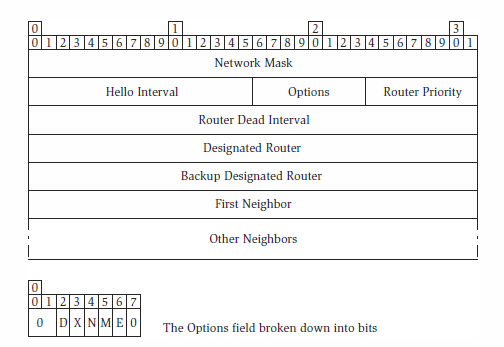 0 1 2 3
0 1 2 3 4 5 6 7 8 9 0 1 2 3 4 5 6 7 8 9 0 1 2 3 4 5 6 7 8 9 0 1
Network Mask
Hello Interval Options Router Priority
Router Dead Interval
Designated Router
Backup Designated Router
First Neighbor
Other Neighbors
0
0 1 2 3 4 5 6 7
0 D X N M E 0
The Options field broken down into bits